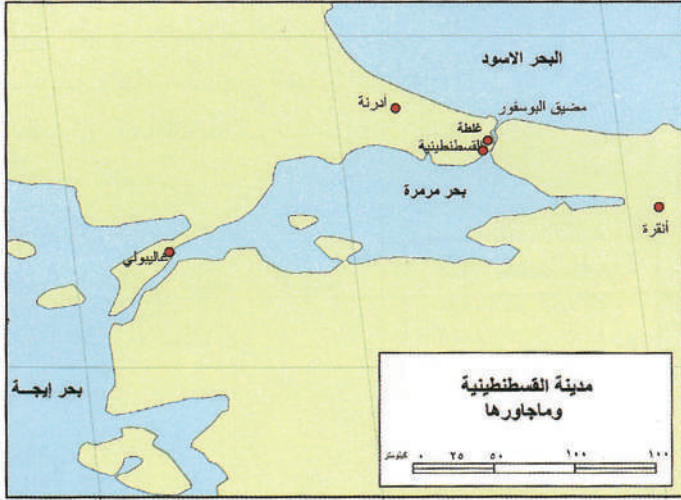 البحر الاسود
مضيق البوسفور
أدرنة
غلطة
القسطنطينية
بحر مرمرة
أنقرة
غاليبولي
بحر إيجـــة
مدينة القسطنطينية
وماجاورها
كيلومتر ٠ ٢٥ ٥٠ ١٠٠ ١٠٠